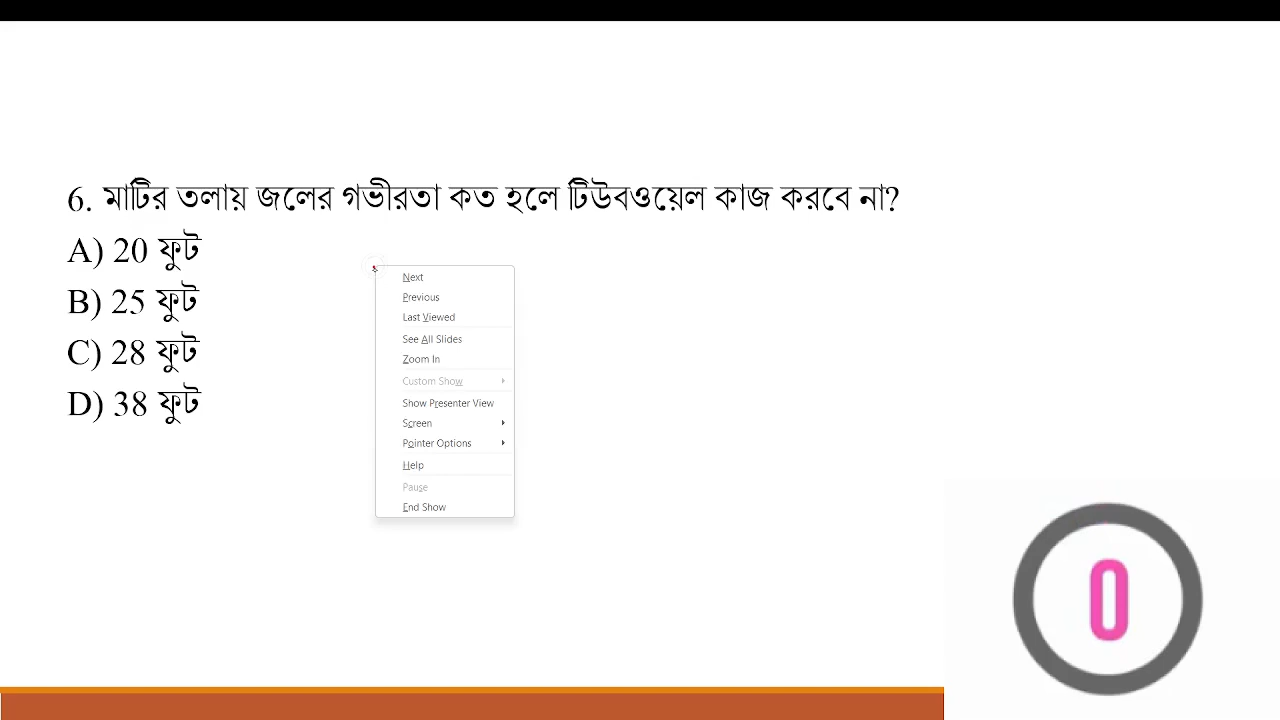 6. মাটির তলায় জলের গভীরতা কত হলে টিউবওয়েল কাজ করবে না?
A) 20 ফুট
B) 25 ফুট
C) 28 ফুট
D) 38 ফুট
Next
Previous
Last Viewed
See All Slides
Zoom In
Custom Show
Show Presenter View
Screen
Pointer Options
Help
Pause
End Show
0